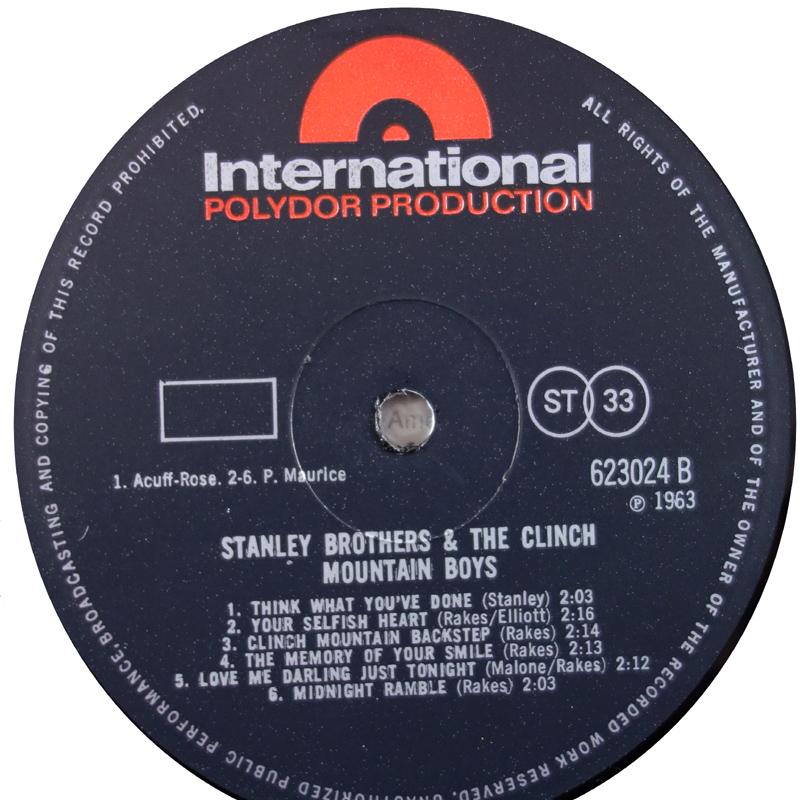 International
POLYDOR PRODUCTION
ALL RIGHTS OF THE MANUFACTURER AND OF THE OWNER OF THE RECORDED WORK RESERVED. UNAUTHORIZED PUBLIC PERFORMANCE, BROADCASTING AND COPYING OF THIS RECORD PROHIBITED.
ST 33
1. Acuff-Rose. 2-6. P. Maurice
623024 B
℗ 1963
STANLEY BROTHERS & THE CLINCH
MOUNTAIN BOYS
1. THINK WHAT YOU'VE DONE (Stanley) 2:03
2. YOUR SELFISH HEART (Rakes/Elliott) 2:16
3. CLINCH MOUNTAIN BACKSTEP (Rakes) 2:14
4. THE MEMORY OF YOUR SMILE (Rakes) 2:13
5. LOVE ME DARLING JUST TONIGHT (Malone/Rakes) 2:12
6. MIDNIGHT RAMBLE (Rakes) 2:03